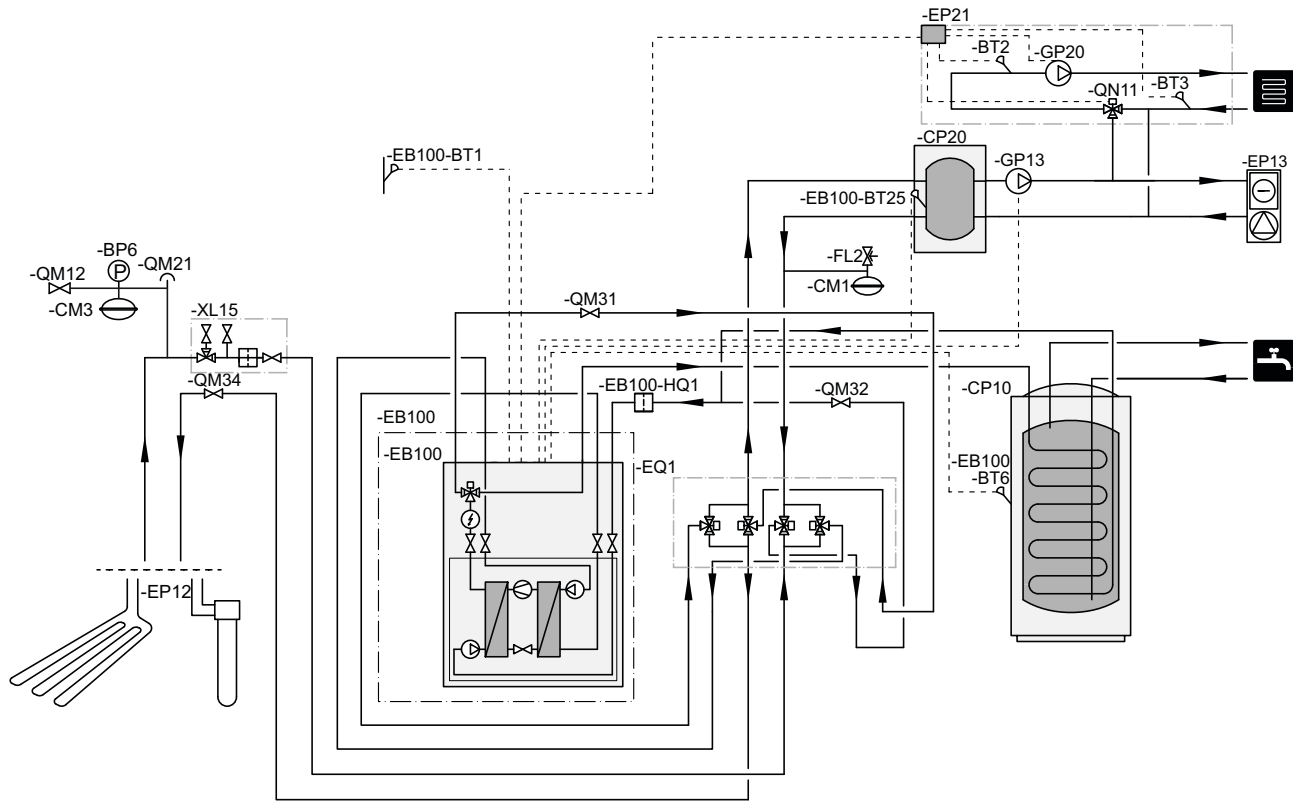 -EP21
-BT2
-GP20
-BT3
-QN11
-CP20
-EB100-BT1
-GP13
-EP13
-EB100-BT25
-BP6
-QM21
-FL2
-QM12
P
-CM3
-CM1
-XL15
-QM31
-QM34
-EB100-HQ1
-QM32
-CP10
-EB100
-EB100
-EQ1
-EB100
-BT6
-EP12